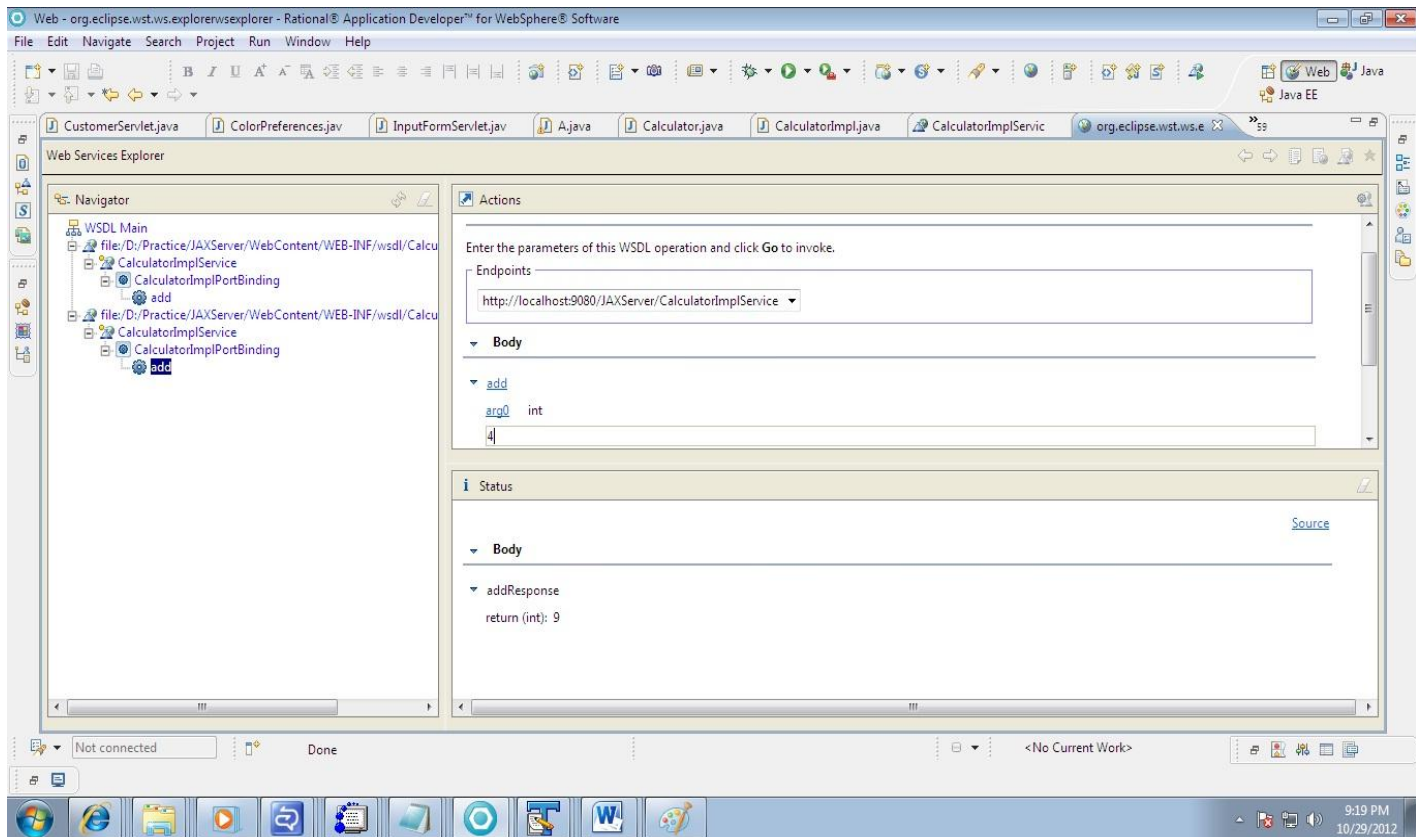 Web - org.eclipse.wst.ws.explorerwsexplorer - Rational® Application Developer™ for WebSphere® Software
File Edit Navigate Search Project Run Window Help
Web Java
Java EE
CustomerServlet.java ColorPreferences.jav InputFormServlet.jav A.java Calculator.java CalculatorImpl.java CalculatorImplServic org.eclipse.wst.ws.e »59
Web Services Explorer
Navigator
WSDL Main
file:/D:/Practice/JAXServer/WebContent/WEB-INF/wsdl/Calcu
CalculatorImplService
CalculatorImplPortBinding
add
file:/D:/Practice/JAXServer/WebContent/WEB-INF/wsdl/Calcu
CalculatorImplService
CalculatorImplPortBinding
add
Actions
Enter the parameters of this WSDL operation and click Go to invoke.
Endpoints
http://localhost:9080/JAXServer/CalculatorImplService
Body
add
arg0 int
4
i Status
Source
Body
addResponse
return (int): 9
Not connected Done <No Current Work>
9:19 PM
10/29/2012